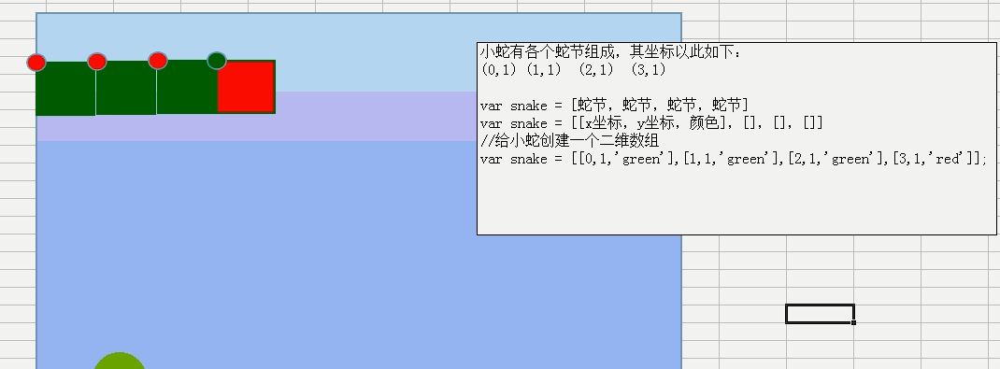 小蛇有各个蛇节组成，其坐标以此如下：
(0,1) (1,1) (2,1) (3,1)
var snake = [蛇节，蛇节，蛇节，蛇节]
var snake = [[x坐标，y坐标，颜色], [], [], []]
//给小蛇创建一个二维数组
var snake = [[0,1,'green'],[1,1,'green'],[2,1,'green'],[3,1,'red']];